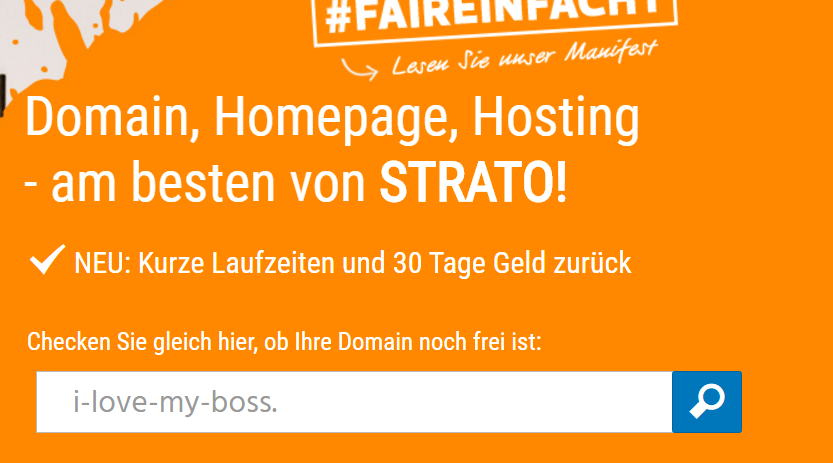 #FAIREINFACHT
Lesen Sie unser Manifest
Domain, Homepage, Hosting
- am besten von STRATO!
NEU: Kurze Laufzeiten und 30 Tage Geld zurück
Checken Sie gleich hier, ob Ihre Domain noch frei ist:
i-love-my-boss.